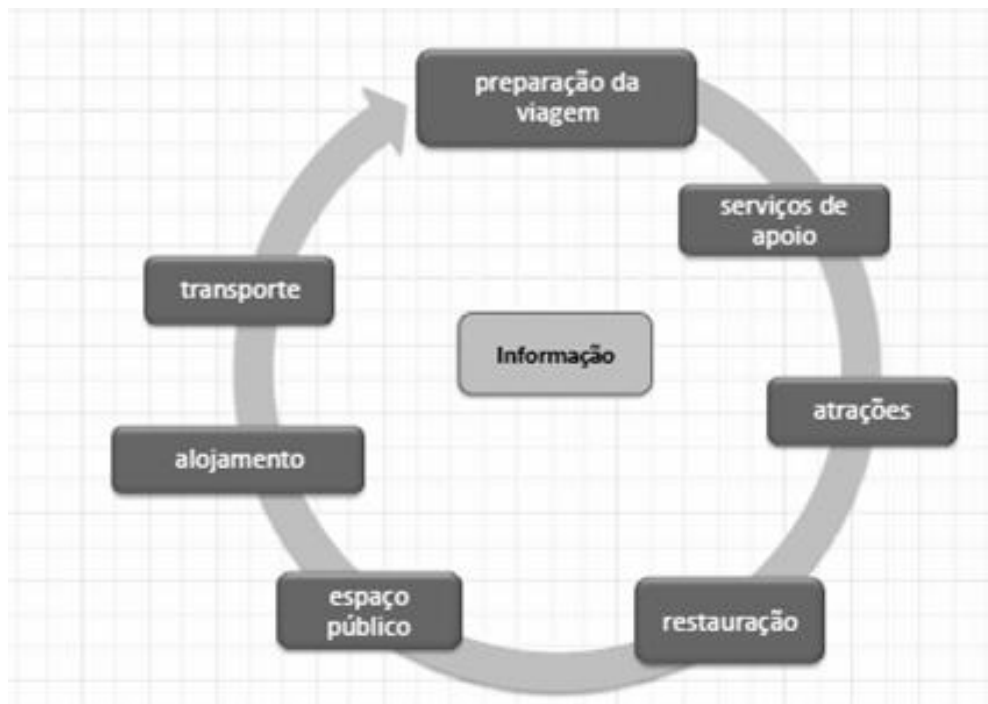 preparação da
viagem
serviços de
apoio
transporte
Informação
atrações
alojamento
espaço
público
restauração